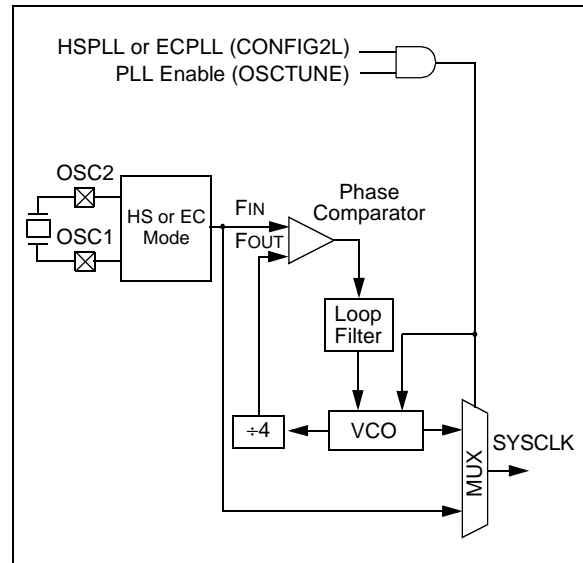 HSPLL or ECPLL (CONFIG2L)
PLL Enable (OSCTUNE)
OSC2
OSC1
HS or EC
Mode
FIN
FOUT
Phase
Comparator
Loop
Filter
÷4
VCO
MUX
SYSCLK